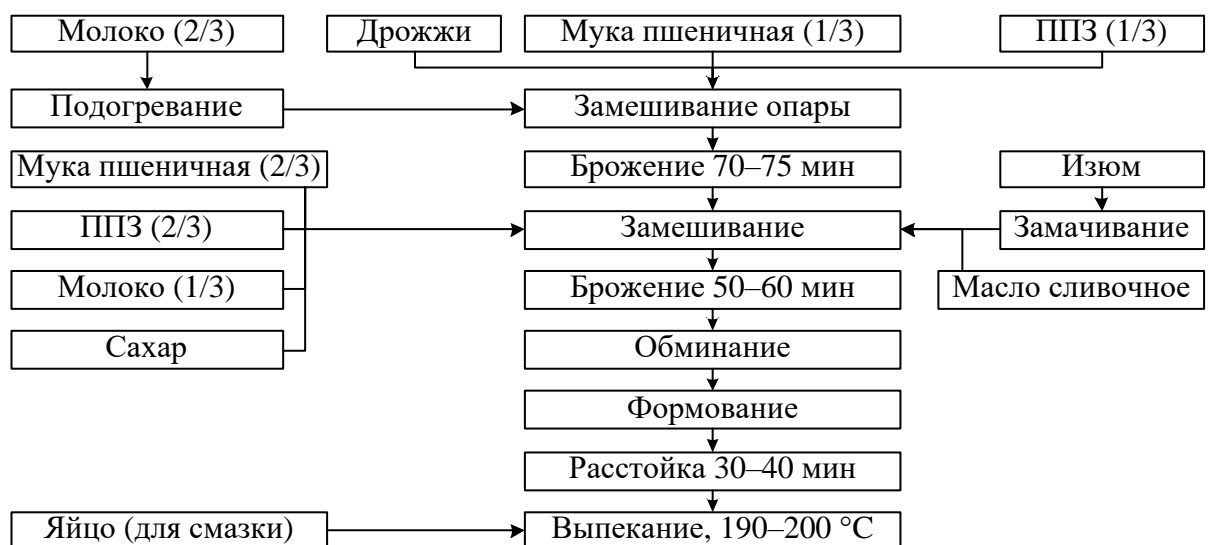 Молоко (2/3)
Дрожжи
Мука пшеничная (1/3)
ППЗ (1/3)
Подогревание
Замешивание опары
Мука пшеничная (2/3)
Брожение 70–75 мин
Изюм
ППЗ (2/3)
Замешивание
Замачивание
Молоко (1/3)
Брожение 50–60 мин
Масло сливочное
Сахар
Обминание
Формование
Расстойка 30–40 мин
Яйцо (для смазки)
Выпекание, 190–200 °C